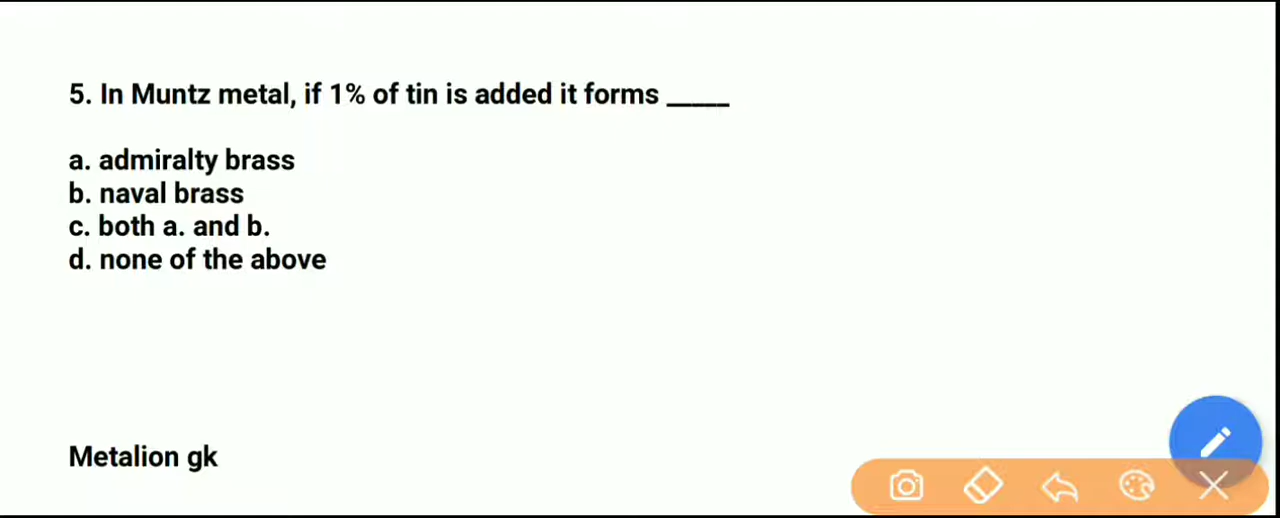 5. In Muntz metal, if 1% of tin is added it forms _____
a. admiralty brass
b. naval brass
c. both a. and b.
d. none of the above
Metalion gk